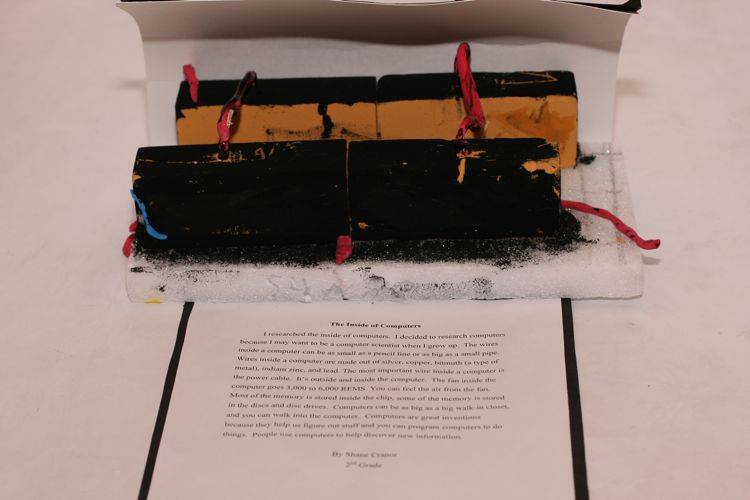 The Inside of Computers
I researched the inside of computers. I decided to research computers
because I may want to be a computer scientist when I grow up. The wires
inside a computer can be as small as a pencil line or as big as a small pipe.
Wires inside a computer are made out of silver, copper, bitmuth (a type of
metal), indian zinc, and lead. The most important wire inside a computer is
the power cable. It's outside and inside the computer. The fan inside the
computer goes 3,000 to 6,000 REMS. You can feel the air from the fan.
Most of the memory is stored inside the chip, some of the memory is stored
in the discs and disc drives. Computers can be as big as a big walk-in closet,
and you can walk into the computer. Computers are great inventions
because they help us figure out stuff and you can program computers to do
things. People use computers to help discover new information.
By Shane Cranor
2nd Grade